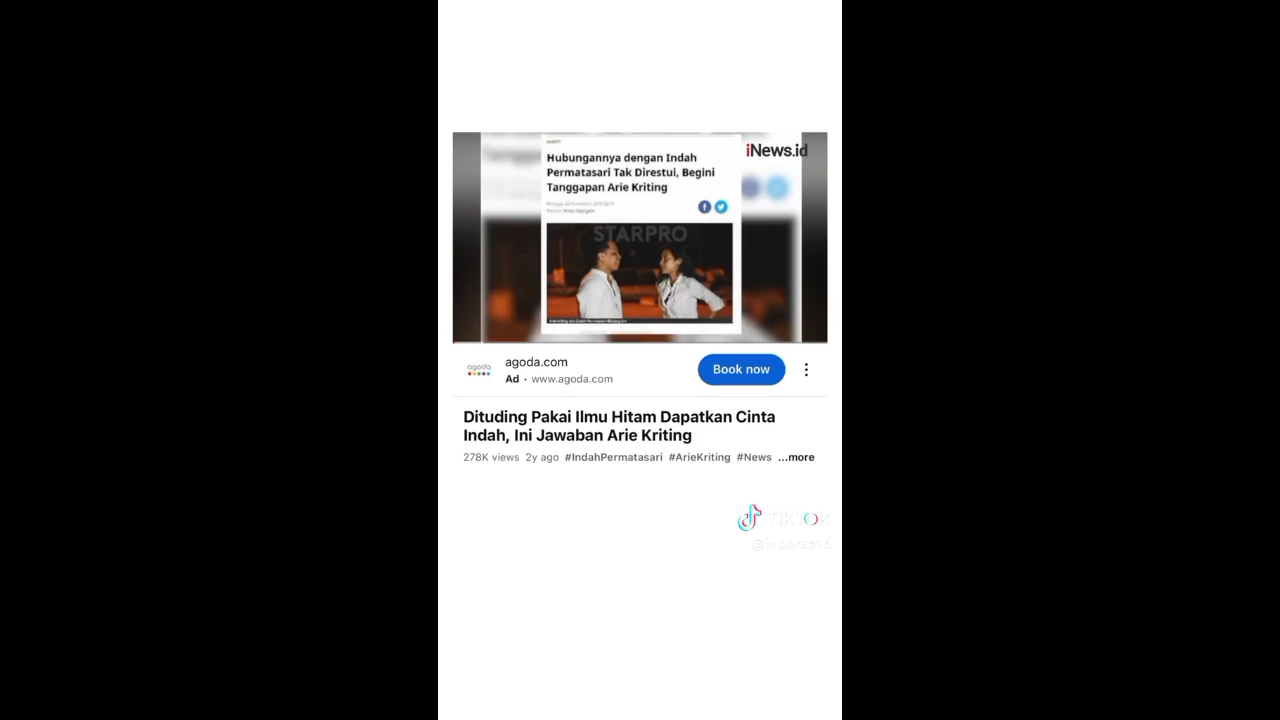 iNews.id
Hubungannya dengan Indah
Permatasari Tak Direstui, Begini
Tanggapan Arie Kriting
STARPRO
agoda
agoda.com
Ad · www.agoda.com
Book now
Dituding Pakai Ilmu Hitam Dapatkan Cinta
Indah, Ini Jawaban Arie Kriting
278K views 2y ago #IndahPermatasari #ArieKriting #News ...more
TikTok